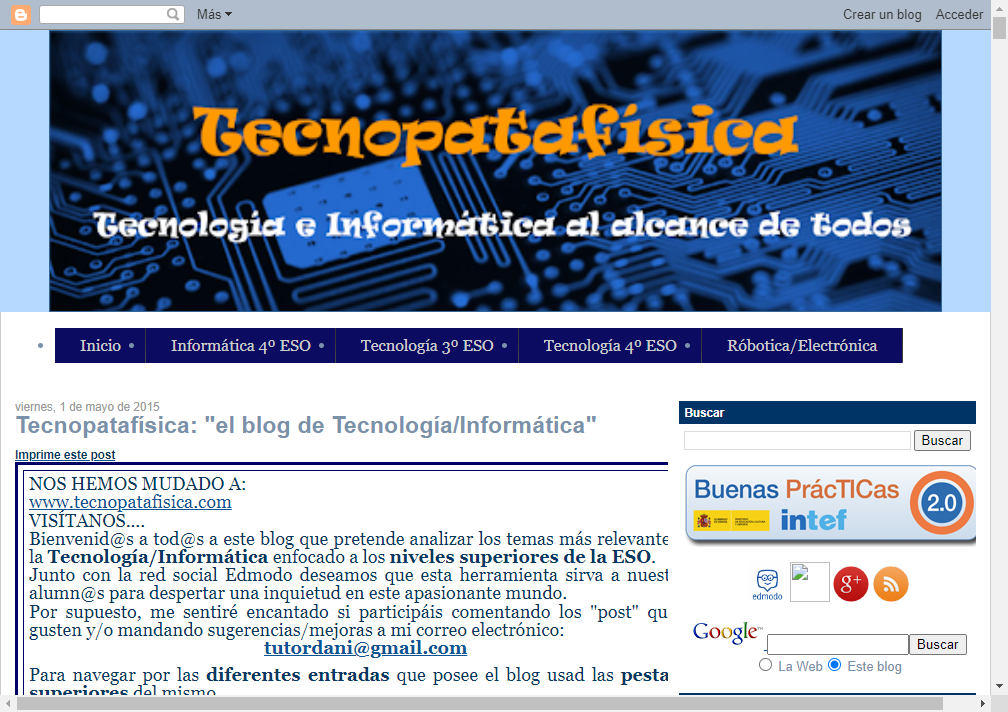 Más
Crear un blog
Acceder
Tecnopatafísica
Tecnología e Informática al alcance de todos
Inicio
Informática 4º ESO
Tecnología 3º ESO
Tecnología 4º ESO
Róbotica/Electrónica
viernes, 1 de mayo de 2015
Tecnopatafísica: "el blog de Tecnología/Informática"
Imprime este post
NOS HEMOS MUDADO A:
www.tecnopatafisica.com
VISÍTANOS....
Bienvenid@s a tod@s a este blog que pretende analizar los temas más relevante
la Tecnología/Informática enfocado a los niveles superiores de la ESO.
Junto con la red social Edmodo deseamos que esta herramienta sirva a nuest
alumn@s para despertar una inquietud en este apasionante mundo.
Por supuesto, me sentiré encantado si participáis comentando los "post" qu
gusten y/o mandando sugerencias/mejoras a mi correo electrónico:
tutordani@gmail.com
Para navegar por las diferentes entradas que posee el blog usad las pesta
superiores del mismo
Buscar
Buscar
Buenas PrácTICas 2.0
intef
edmodo
g+
Google™
Buscar
La Web
Este blog